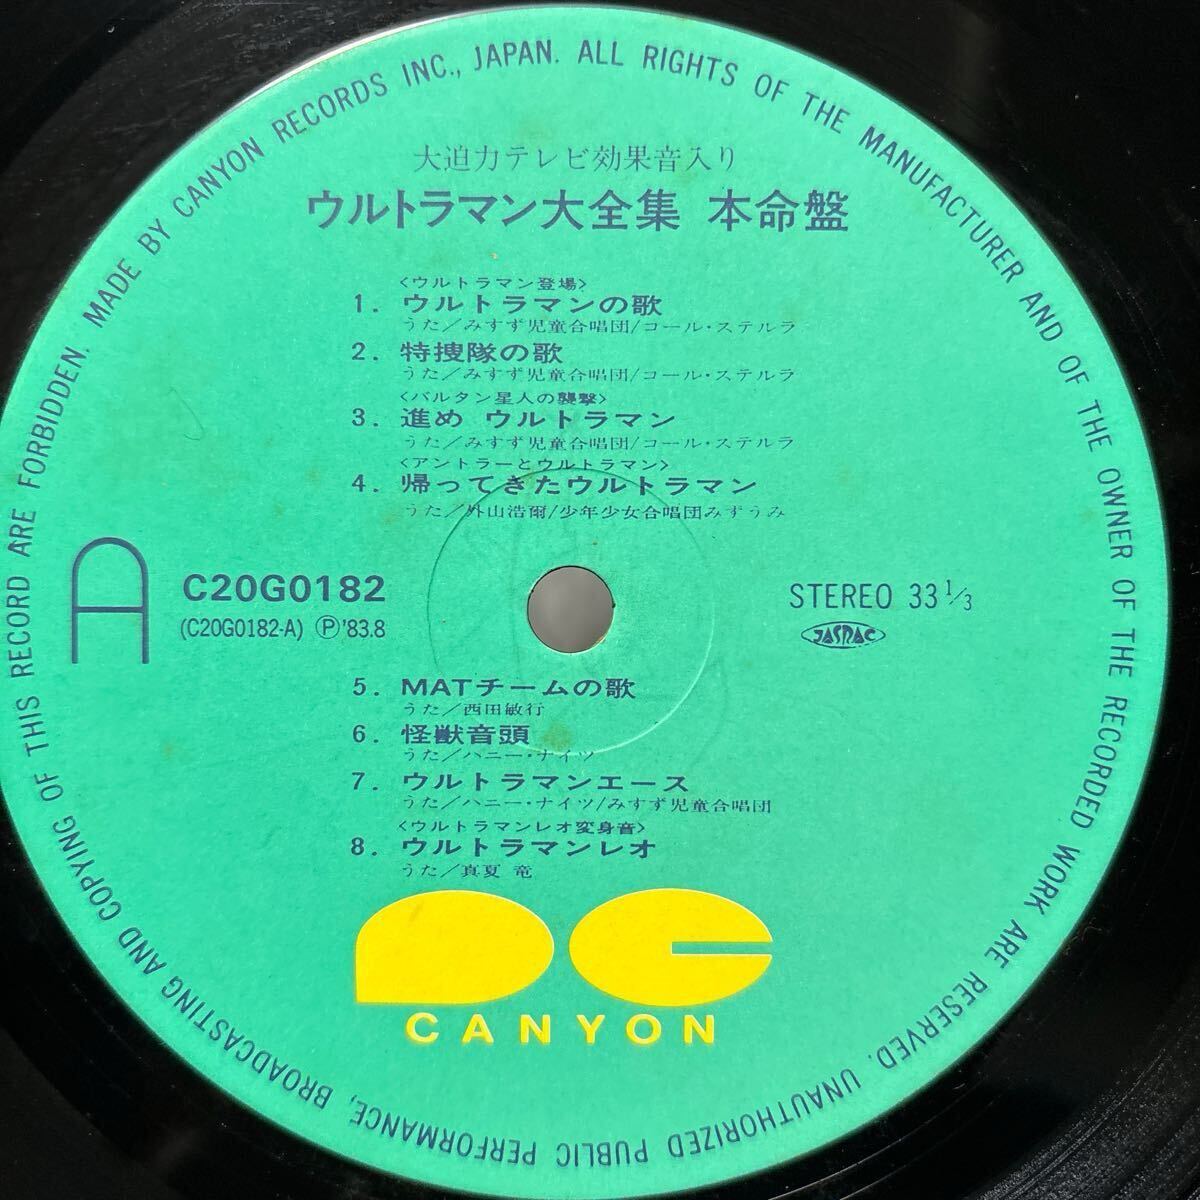 MADE BY CANYON RECORDS INC., JAPAN. ALL RIGHTS OF THE MANUFACTURER AND OF THE OWNER OF THE RECORDED WORK ARE RESERVED. UNAUTHORIZED PUBLIC PERFORMANCE, BROADCASTING AND COPYING OF THIS RECORD ARE FORBIDDEN.
大迫力テレビ効果音入り
ウルトラマン大全集 本命盤
<ウルトラマン登場>
1. ウルトラマンの歌
うた/みすず児童合唱団/コール・ステルラ
2. 特捜隊の歌
うた/みすず児童合唱団/コール・ステルラ
<バルタン星人の襲撃>
3. 進め ウルトラマン
うた/みすず児童合唱団/コール・ステルラ
<アントラーとウルトラマン>
4. 帰ってきたウルトラマン
うた/外山浩爾/少年少女合唱団みずうみ
A
C20G0182
(C20G0182-A) Ⓟ'83.8
STEREO 33 1/3
JASRAC
5. MATチームの歌
うた/西田敏行
6. 怪獣音頭
うた/ハニー・ナイツ
7. ウルトラマンエース
うた/ハニー・ナイツ/みすず児童合唱団
<ウルトラマンレオ変身音>
8. ウルトラマンレオ
うた/真夏 竜
CANYON